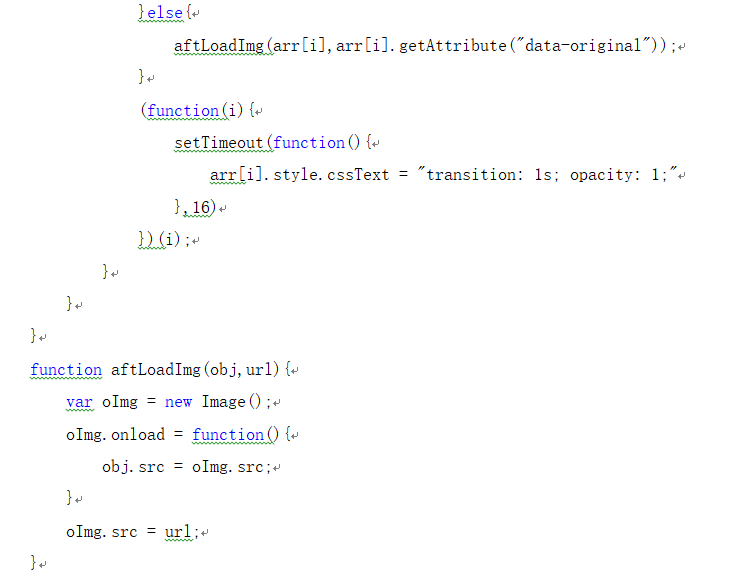 }else{
aftLoadImg(arr[i],arr[i].getAttribute("data-original"));
}
(function(i){
setTimeout(function(){
arr[i].style.cssText = "transition: 1s; opacity: 1;"
},16)
})(i);
}
}
}
function aftLoadImg(obj,url){
var oImg = new Image();
oImg.onload = function(){
obj.src = oImg.src;
}
oImg.src = url;
}